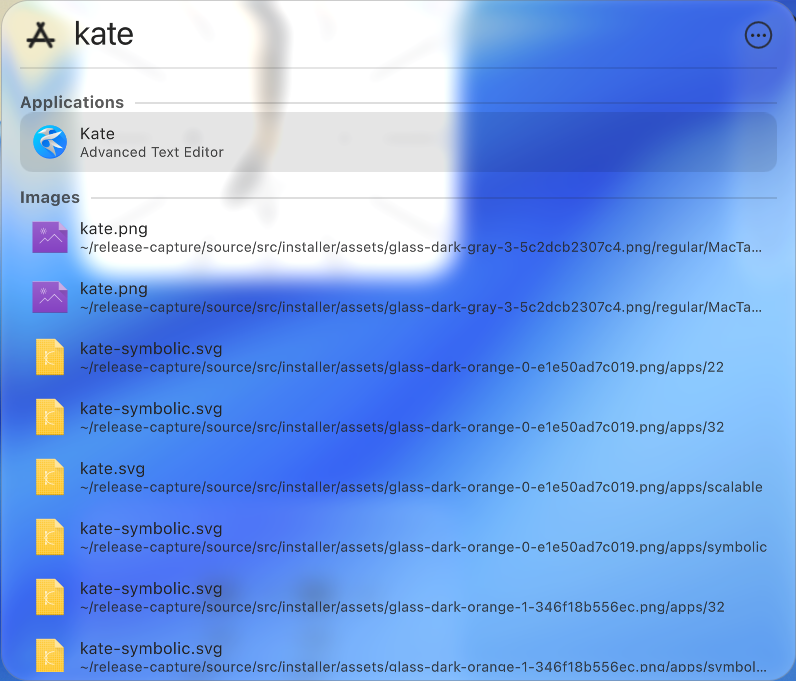 kate
Applications
Kate
Advanced Text Editor
Images
kate.png
~/release-capture/source/src/installer/assets/glass-dark-gray-3-5c2dcb2307c4.png/regular/MacTa...
kate.png
~/release-capture/source/src/installer/assets/glass-dark-gray-3-5c2dcb2307c4.png/regular/MacTa...
kate-symbolic.svg
~/release-capture/source/src/installer/assets/glass-dark-orange-0-e1e50ad7c019.png/apps/22
kate-symbolic.svg
~/release-capture/source/src/installer/assets/glass-dark-orange-0-e1e50ad7c019.png/apps/32
kate.svg
~/release-capture/source/src/installer/assets/glass-dark-orange-0-e1e50ad7c019.png/apps/scalable
kate-symbolic.svg
~/release-capture/source/src/installer/assets/glass-dark-orange-0-e1e50ad7c019.png/apps/symbolic
kate-symbolic.svg
~/release-capture/source/src/installer/assets/glass-dark-orange-1-346f18b556ec.png/apps/32
kate-symbolic.svg
~/release-capture/source/src/installer/assets/glass-dark-orange-1-346f18b556ec.png/apps/symbol...